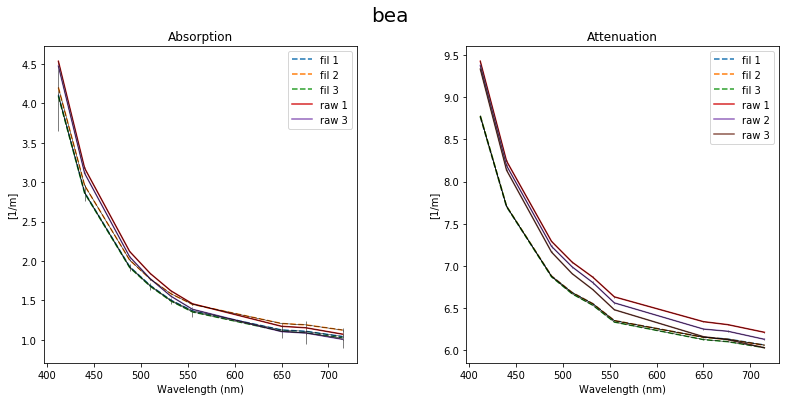 bea
Absorption
[1/m]
4.5
4.0
3.5
3.0
2.5
2.0
1.5
1.0
400 450 500 550 600 650 700
Wavelength (nm)
fil 1
fil 2
fil 3
raw 1
raw 3
Attenuation
[1/m]
9.5
9.0
8.5
8.0
7.5
7.0
6.5
6.0
400 450 500 550 600 650 700
Wavelength (nm)
fil 1
fil 2
fil 3
raw 1
raw 2
raw 3